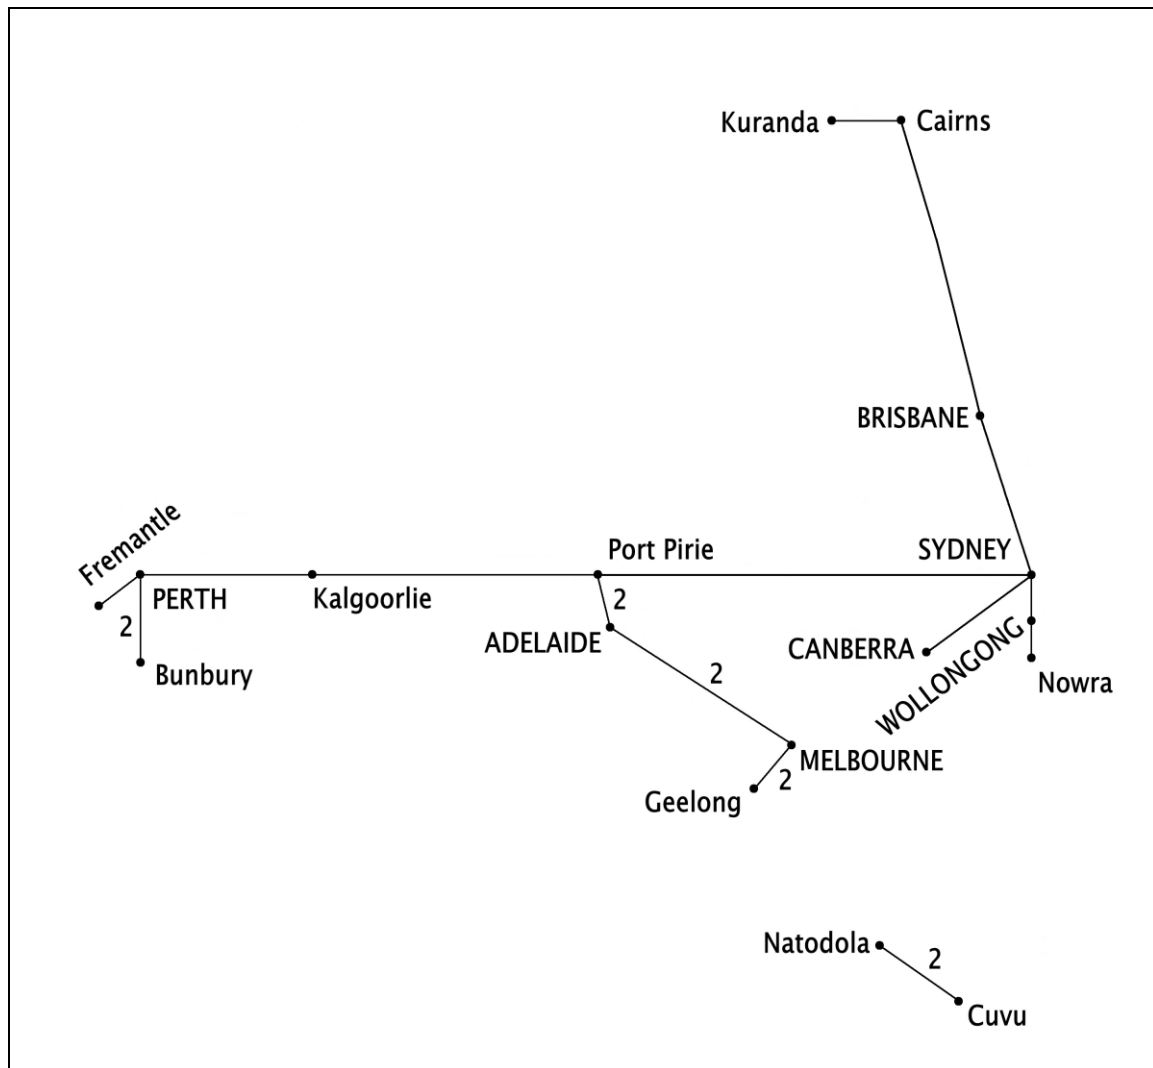 Kuranda
Cairns
BRISBANE
Fremantle
Port Pirie
SYDNEY
2
PERTH
Kalgoorlie
2
ADELAIDE
CANBERRA
WOLLONGONG
Bunbury
2
Nowra
MELBOURNE
2
Geelong
Natodola
2
Cuvu